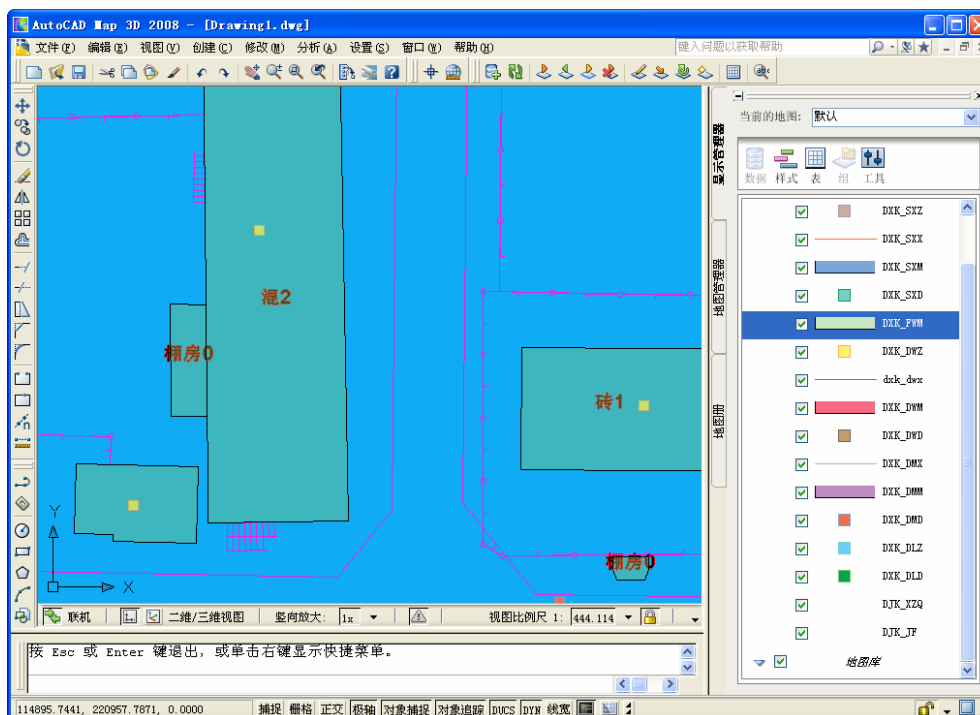 AutoCAD Map 3D 2008 - [Drawing1.dwg]
文件(F) 编辑(E) 视图(V) 创建(C) 修改(M) 分析(A) 设置(S) 窗口(W) 帮助(H) 键入问题以获取帮助
当前的地图: 默认
数据 样式 表 组 工具
显示管理器
地图管理器
地图册
DXK_SXZ
DXK_SXX
DXK_SXM
DXK_SXD
DXK_FWM
DXK_DWZ
dxk_dwx
DXK_DWM
DXK_DWD
DXK_DMX
DXK_DMM
DXK_DMD
DXK_DLZ
DXK_DLD
DJK_XZQ
DJK_JF
地图库
混2
棚房0
砖1
棚房0
Y
X
联机 二维/三维视图 竖向放大: 1x 视图比例尺 1: 444.114
按 Esc 或 Enter 键退出, 或单击右键显示快捷菜单。
114895.7441, 220957.7871, 0.0000 捕捉 栅格 正交 极轴 对象捕捉 对象追踪 DUCS DYN 线宽